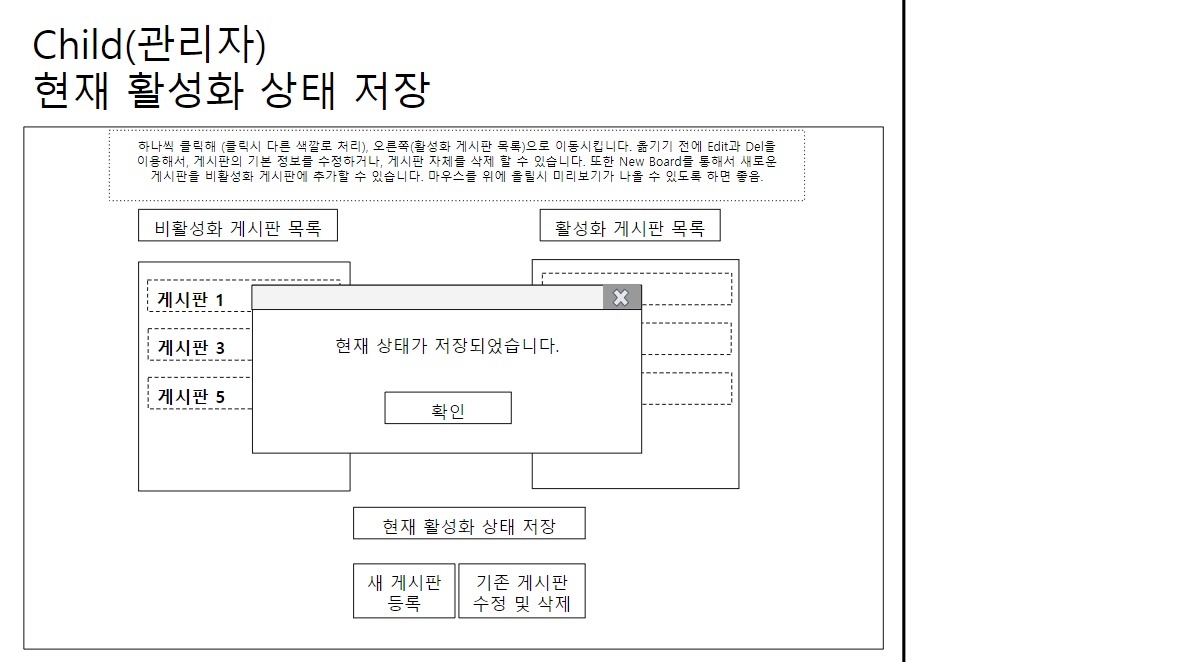 Child(관리자)
현재 활성화 상태 저장
하나씩 클릭해 (클릭시 다른 색깔로 처리), 오른쪽(활성화 게시판 목록)으로 이동시킵니다. 옮기기 전에 Edit과 Del을
이용해서, 게시판의 기본 정보를 수정하거나, 게시판 자체를 삭제 할 수 있습니다. 또한 New Board를 통해서 새로운
게시판을 비활성화 게시판에 추가할 수 있습니다. 마우스를 위에 올릴시 미리보기가 나올 수 있도록 하면 좋음.
비활성화 게시판 목록
활성화 게시판 목록
게시판 1
게시판 3
게시판 5
현재 상태가 저장되었습니다.
확인
현재 활성화 상태 저장
새 게시판
등록
기존 게시판
수정 및 삭제